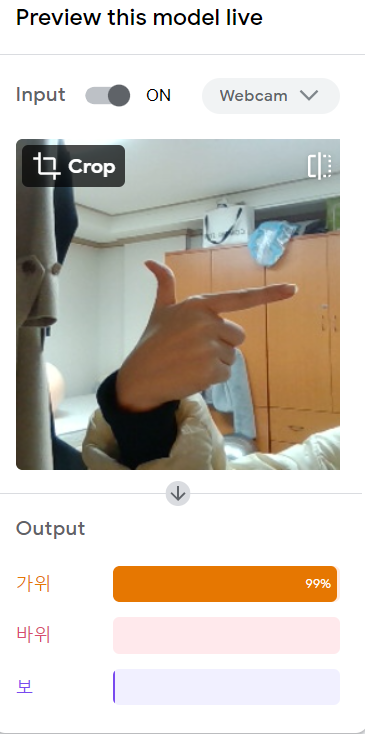 Preview this model live
Input ON Webcam
Crop
Output
가위 99%
바위
보